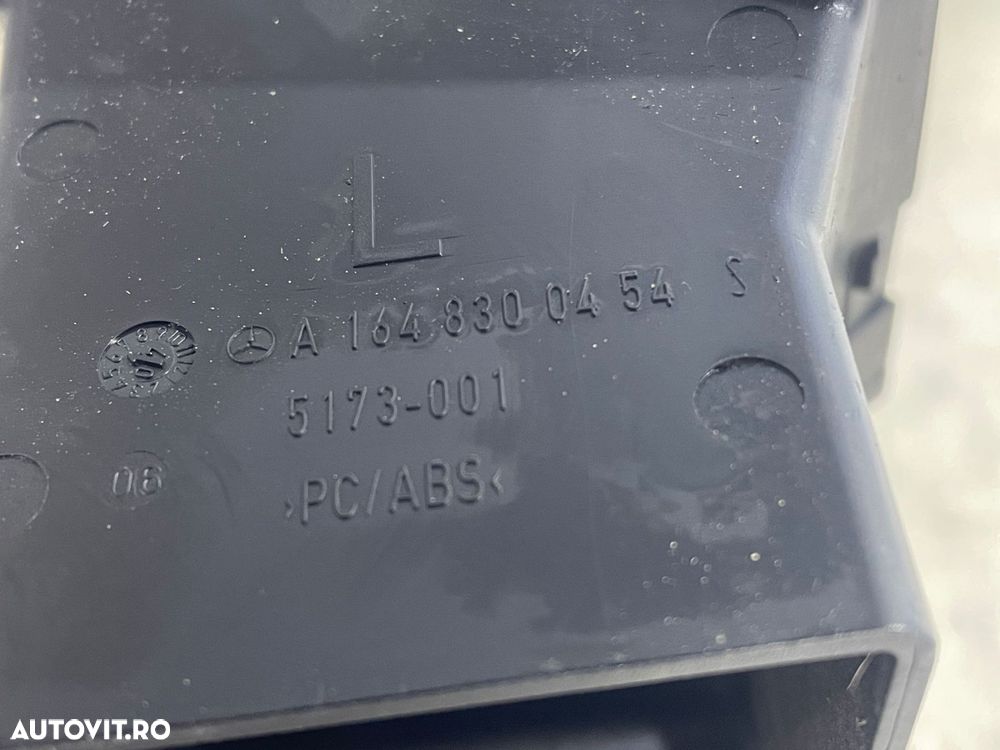 L
A 164 830 04 54 S
5173-001
06
›PC/ABS‹
AUTOVIT.RO